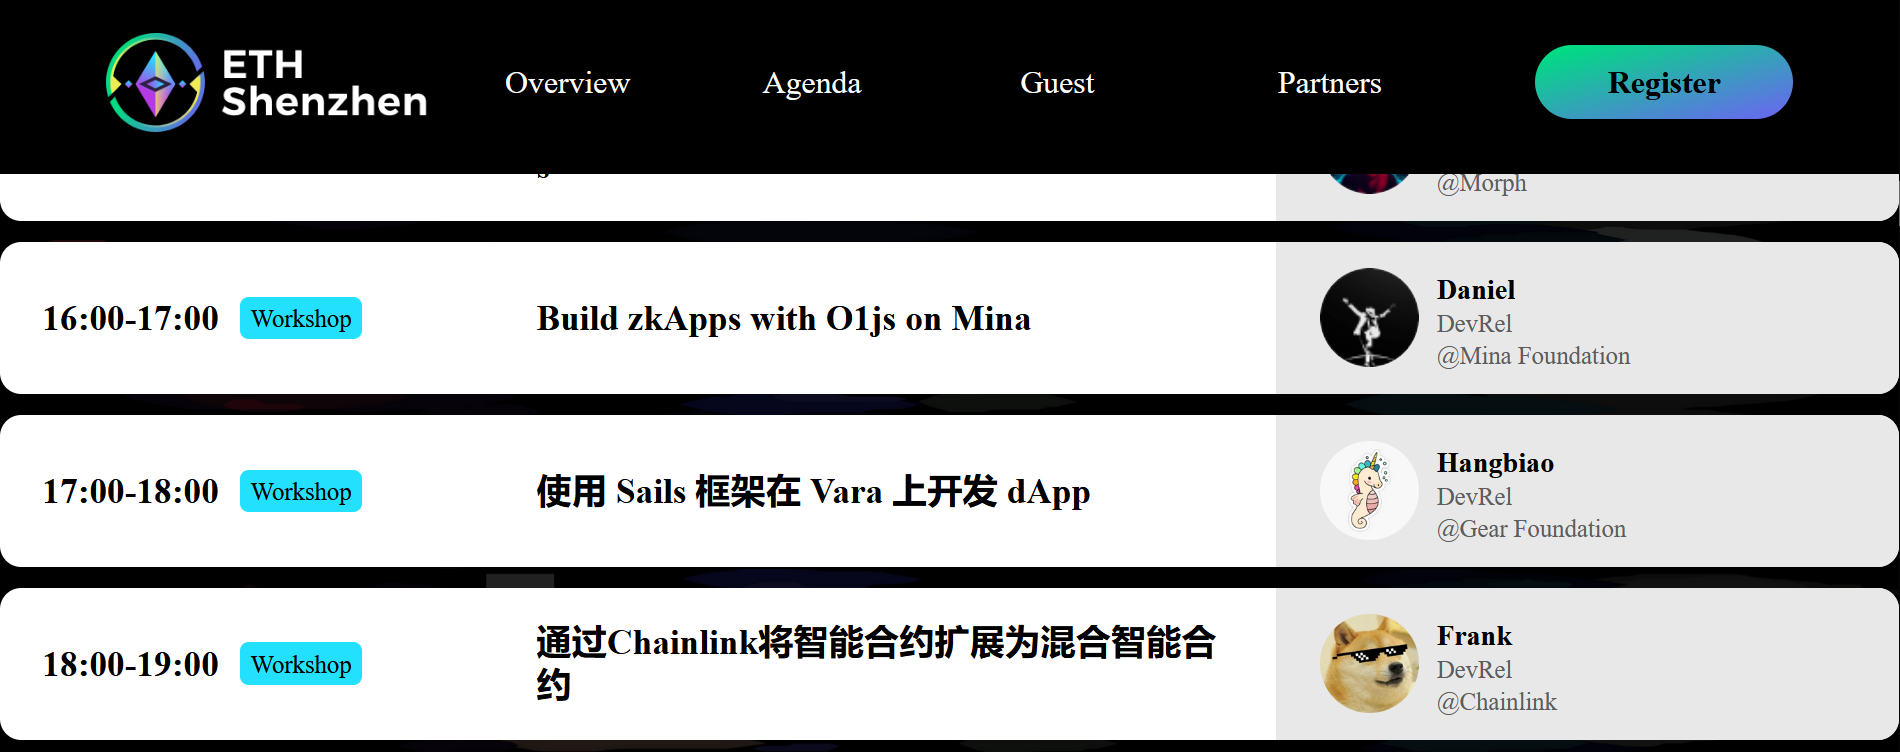 ETH
Shenzhen
Overview
Agenda
Guest
Partners
Register
@Morph
16:00-17:00
Workshop
Build zkApps with O1js on Mina
Daniel
DevRel
@Mina Foundation
17:00-18:00
Workshop
使用 Sails 框架在 Vara 上开发 dApp
Hangbiao
DevRel
@Gear Foundation
18:00-19:00
Workshop
通过Chainlink将智能合约扩展为混合智能合
约
Frank
DevRel
@Chainlink